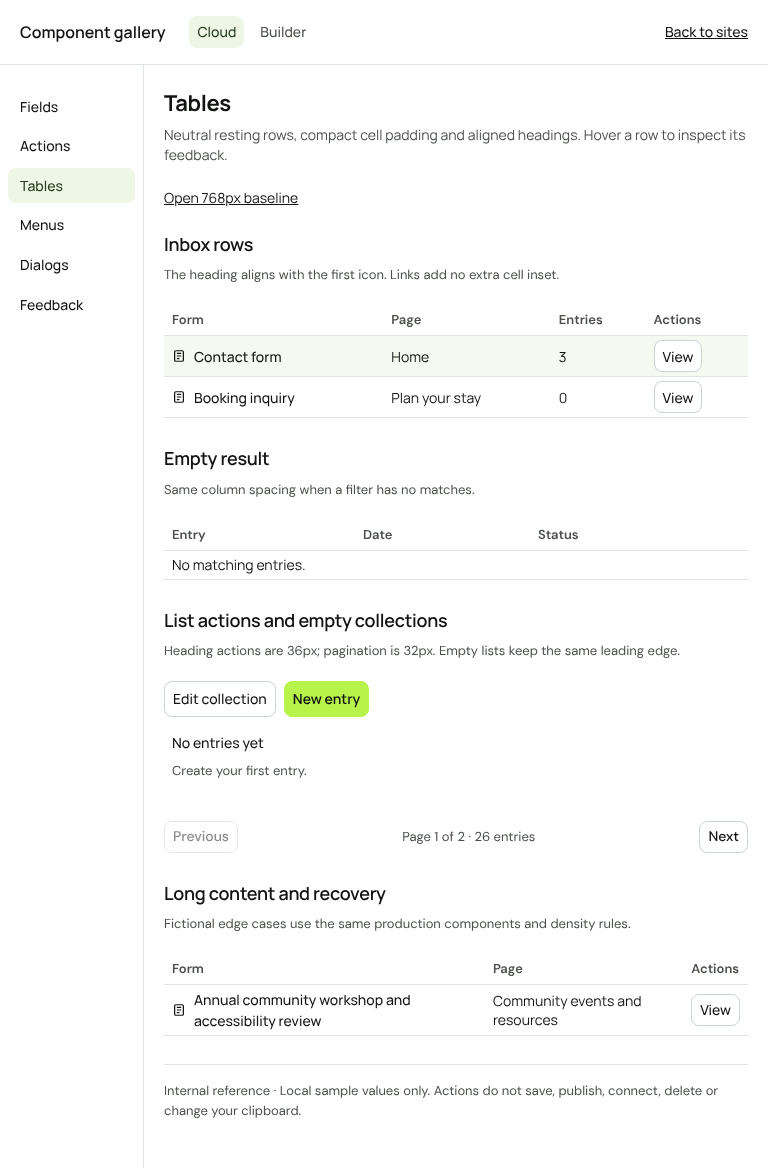 Component gallery Cloud Builder Back to sites
Fields
Actions
Tables
Menus
Dialogs
Feedback
Tables
Neutral resting rows, compact cell padding and aligned headings. Hover a row to inspect its
feedback.
Open 768px baseline
Inbox rows
The heading aligns with the first icon. Links add no extra cell inset.
Form Page Entries Actions
Contact form Home 3 View
Booking inquiry Plan your stay 0 View
Empty result
Same column spacing when a filter has no matches.
Entry Date Status
No matching entries.
List actions and empty collections
Heading actions are 36px; pagination is 32px. Empty lists keep the same leading edge.
Edit collection New entry
No entries yet
Create your first entry.
Previous Page 1 of 2 · 26 entries Next
Long content and recovery
Fictional edge cases use the same production components and density rules.
Form Page Actions
Annual community workshop and
accessibility review
Community events and
resources
View
Internal reference · Local sample values only. Actions do not save, publish, connect, delete or
change your clipboard.